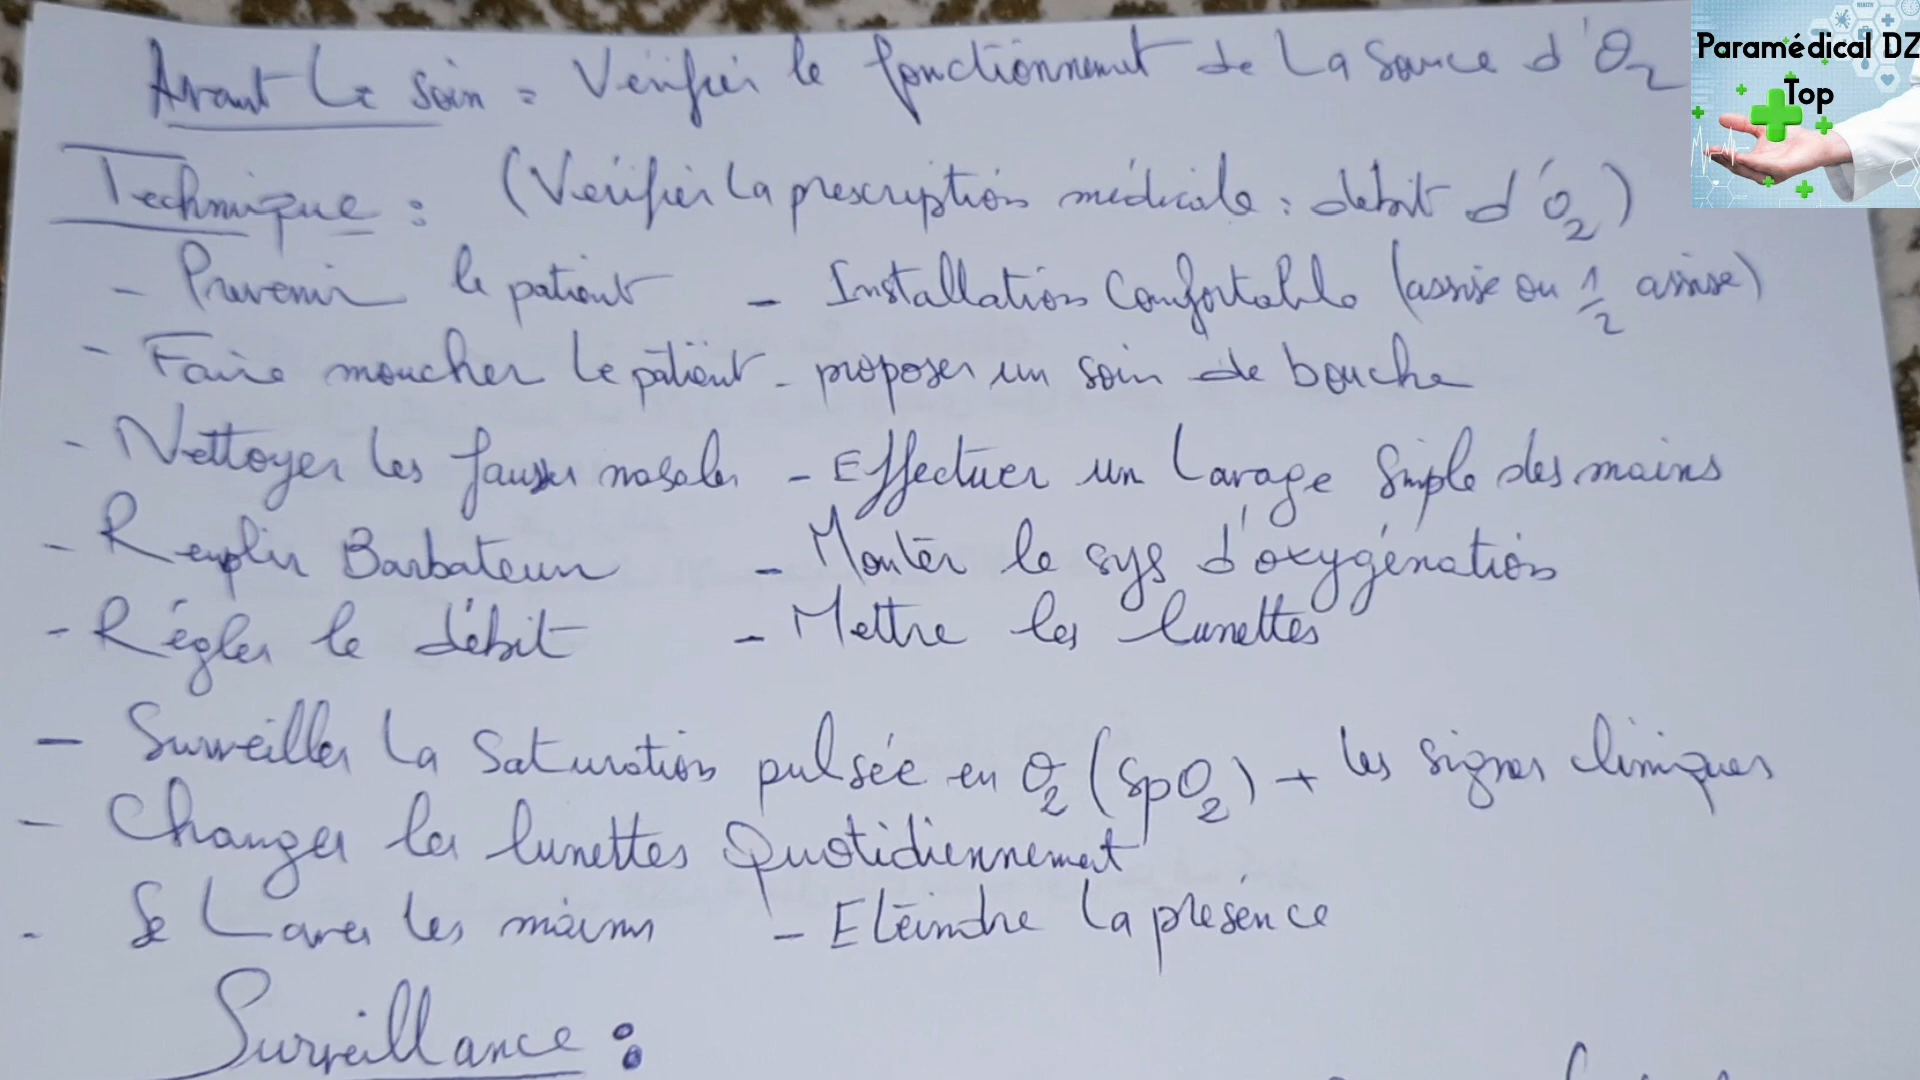 Avant Le soin = Vérifier le fonctionnement de La Source d'O2
Paramédical DZ
Top
Technique : (Vérifier La prescription médicale : débit d'O2)
- Prevenir le patient - Installation Comfortable (assise ou 1/2 assise)
- Faire moucher Le patient - proposer un soin de bouche
- Nettoyer les fausses nasales - Effectuer un Lavage Simple des mains
- Remplir Barbateur - Monter le sys d'oxygénation
- Régler le débit - Mettre les lunettes
- Surveiller La Saturation pulsée en O2 (SpO2) + les signes cliniques
- Changer les lunettes Quotidiennement
- Se Laver les mains - Eteindre la présence
Surveillance :